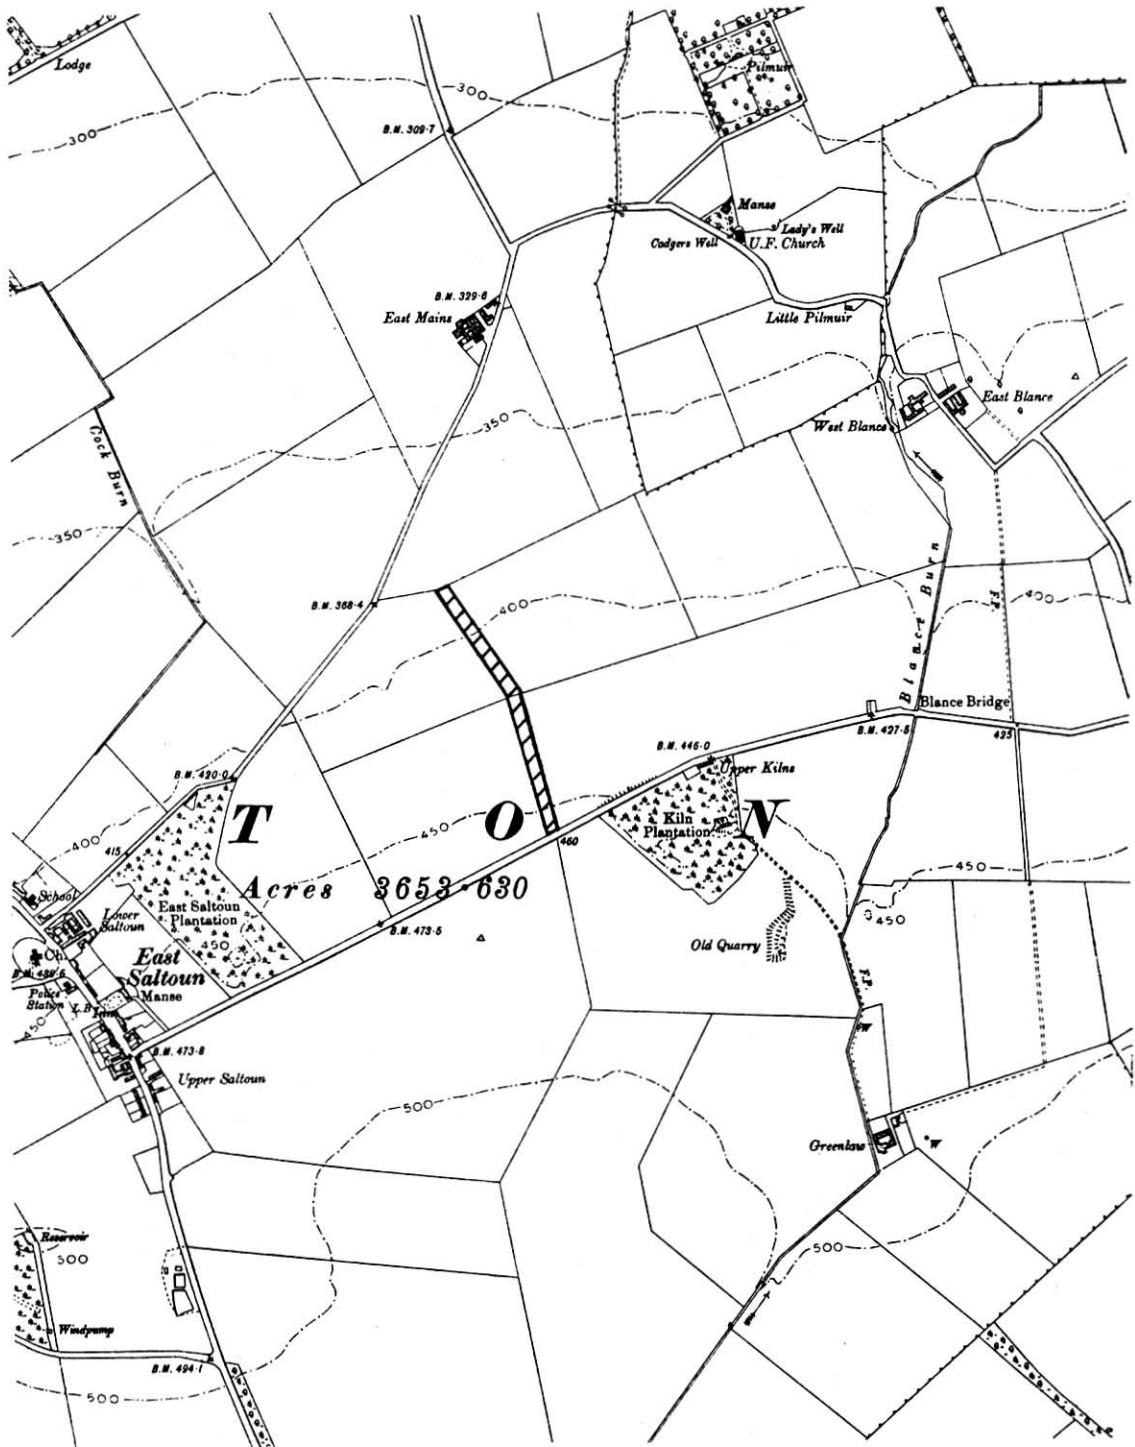 Lodge
Pilmuir
300
300
B.M. 309·7
Manse
Lady's Well
Cadgers Well
U.F. Church
B.M. 329·6
East Mains
Little Pilmuir
East Blance
350
West Blance
Cock Burn
350
Blance Burn
F.P.
B.M. 368·4
400
400
Blance Bridge
B.M. 427·5
425
B.M. 446·0
Upper Kilns
B.M. 420·0
T O N
450
Kiln
Plantation
460
400
415
450
Acres 3653·630
School
East Saltoun
Plantation
Lower
Saltoun
450
B.M. 473·5
450
Old Quarry
Ch.
East
Saltoun
Police
Station
Manse
L.B.
Inn
450
F.P.
W
B.M. 473·8
Upper Saltoun
500
Greenlaw
W
Reservoir
500
500
Windpump
B.M. 494·1
500